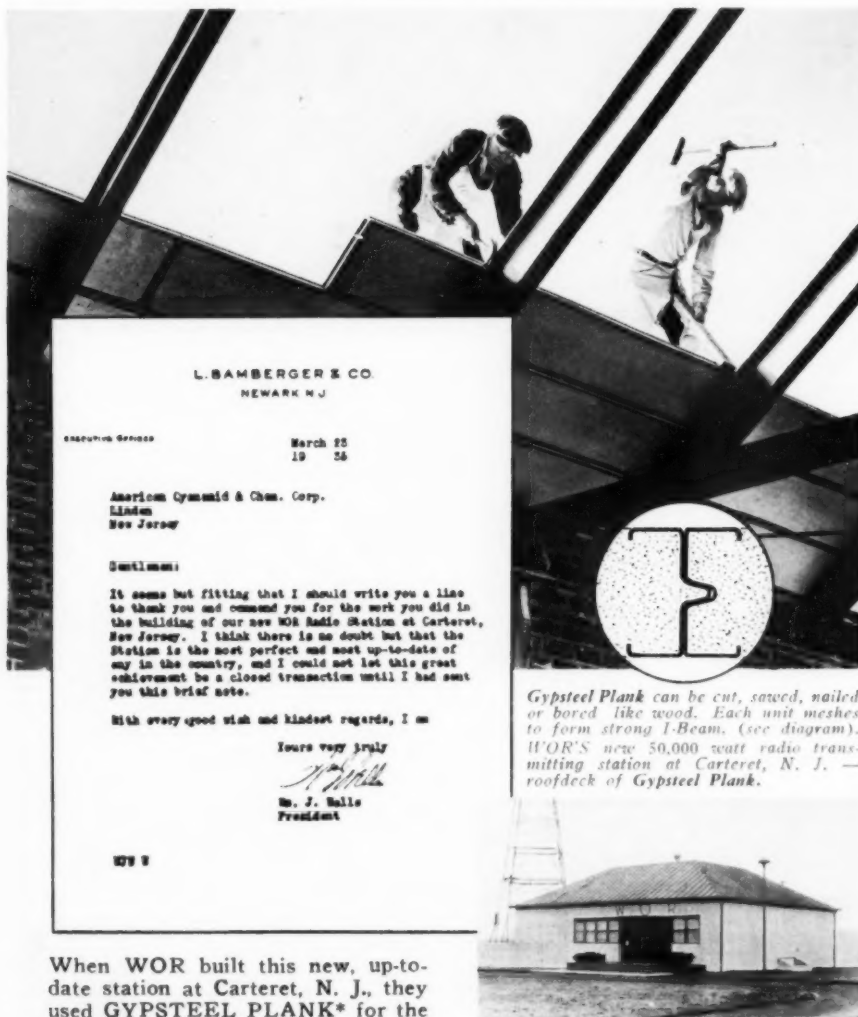 L. BAMBERGER & CO.
NEWARK N J
EXECUTIVE OFFICES
March 25
19 35
American Cyanamid & Chem. Corp.
Linden
New Jersey
Gentlemen:
It seems but fitting that I should write you a line
to thank you and commend you for the work you did in
the building of our new WOR Radio Station at Carteret,
New Jersey. I think there is no doubt but that the
Station is the most perfect and most up-to-date of
any in the country, and I could not let this great
achievement be a closed transaction until I had sent
you this brief note.
With every good wish and kindest regards, I am
Yours very truly
Wm. J. Wells
President
Gypsteel Plank can be cut, sawed, nailed
or bored like wood. Each unit meshes
to form strong I-Beam. (see diagram).
WOR'S new 50,000 watt radio trans-
mitting station at Carteret, N. J. —
roofdeck of Gypsteel Plank.
W O R
When WOR built this new, up-to-
date station at Carteret, N. J., they
used GYPSTEEL PLANK* for the